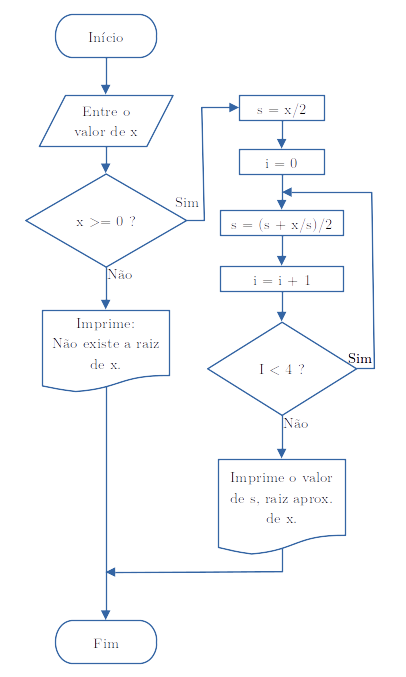 Início
Entre o
valor de x
x >= 0 ?
Sim
Não
Imprime:
Não existe a raiz
de x.
s = x/2
i = 0
s = (s + x/s)/2
i = i + 1
I < 4 ?
Sim
Não
Imprime o valor
de s, raiz aprox.
de x.
Fim